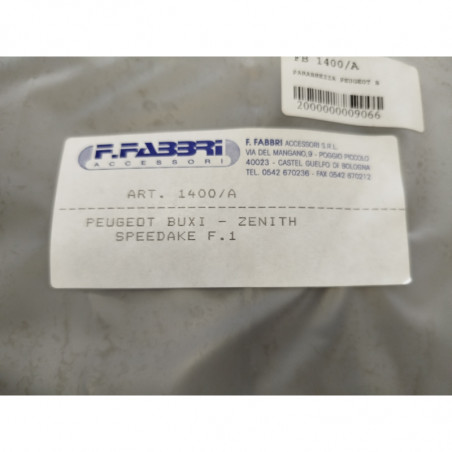 FB 1400/A
PARABREZZA PEUGEOT B
2000000009066
F.FABBRI
ACCESSORI
F. FABBRI ACCESSORI S.R.L.
VIA DEL MANGANO,9 - POGGIO PICCOLO
40023 - CASTEL GUELFO DI BOLOGNA
TEL. 0542 670236 - FAX 0542 670212
ART. 1400/A
PEUGEOT BUXI - ZENITH
SPEEDAKE F.1